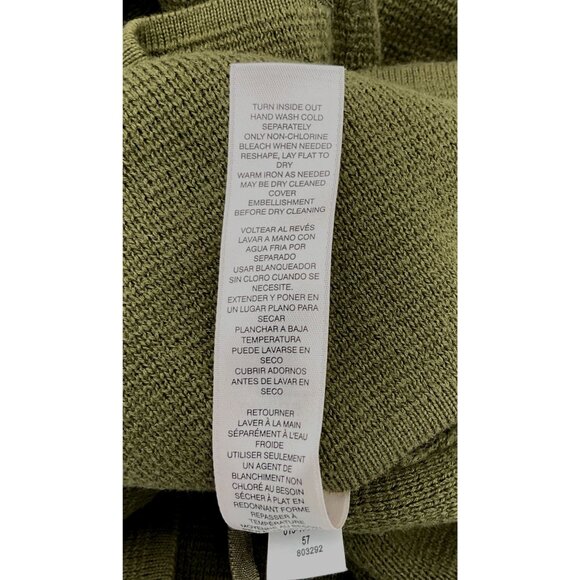 TURN INSIDE OUT
HAND WASH COLD
SEPARATELY
ONLY NON-CHLORINE
BLEACH WHEN NEEDED
RESHAPE, LAY FLAT TO
DRY
WARM IRON AS NEEDED
MAY BE DRY CLEANED
COVER
EMBELLISHMENT
BEFORE DRY CLEANING
VOLTEAR AL REVÉS
LAVAR A MANO CON
AGUA FRIA POR
SEPARADO
USAR BLANQUEADOR
SIN CLORO CUANDO SE
NECESITE.
EXTENDER Y PONER EN
UN LUGAR PLANO PARA
SECAR
PLANCHAR A BAJA
TEMPERATURA
PUEDE LAVARSE EN
SECO
CUBRIR ADORNOS
ANTES DE LAVAR EN
SECO
RETOURNER
LAVER À LA MAIN
SÉPARÉMENT À L'EAU
FROIDE
UTILISER SEULEMENT
UN AGENT DE
BLANCHIMENT NON
CHLORÉ AU BESOIN
SÉCHER À PLAT EN
REDONNANT FORME
REPASSER À
TEMPÉRATURE
MOYENNE AU
57
803292